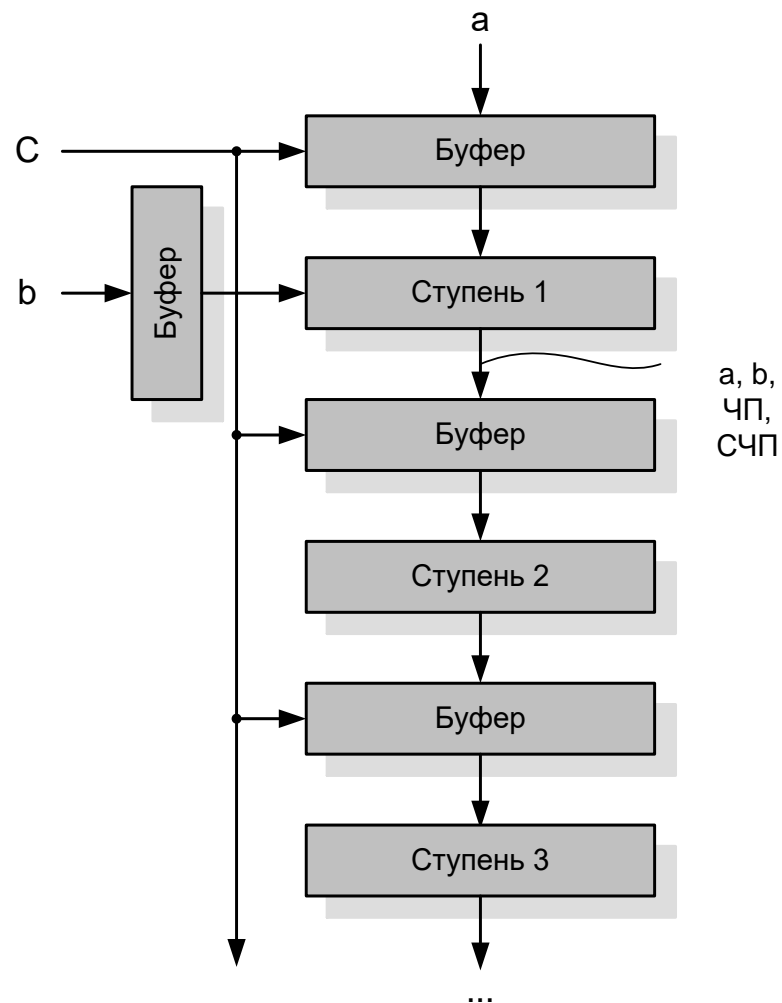 a
C
Буфер
b
Буфер
Ступень 1
a, b,
ЧП,
СЧП
Буфер
Ступень 2
Буфер
Ступень 3
...